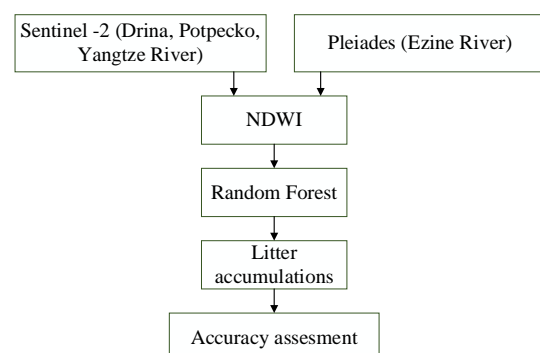 Sentinel -2 (Drina, Potpecko,
Yangtze River)
Pleiades (Ezine River)
NDWI
Random Forest
Litter
accumulations
Accuracy assesment